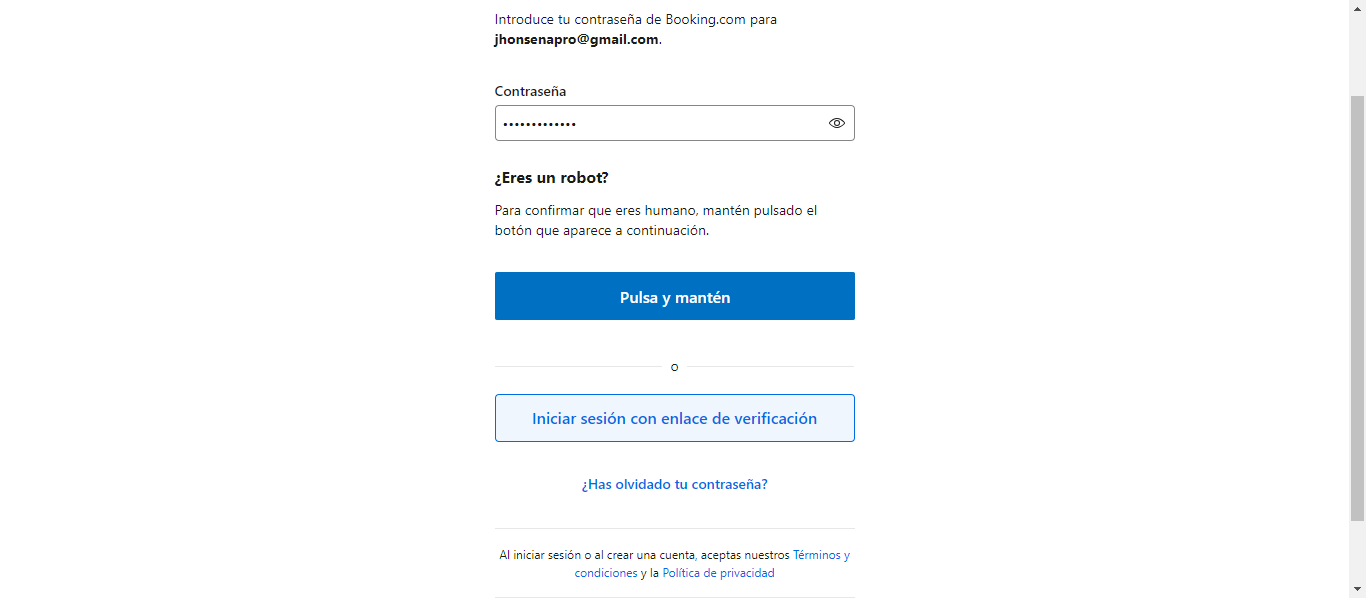 Introduce tu contraseña de Booking.com para
jhonsenapro@gmail.com.
Contraseña
•••••••••••••
¿Eres un robot?
Para confirmar que eres humano, mantén pulsado el
botón que aparece a continuación.
Pulsa y mantén
o
Iniciar sesión con enlace de verificación
¿Has olvidado tu contraseña?
Al iniciar sesión o al crear una cuenta, aceptas nuestros Términos y
condiciones y la Política de privacidad